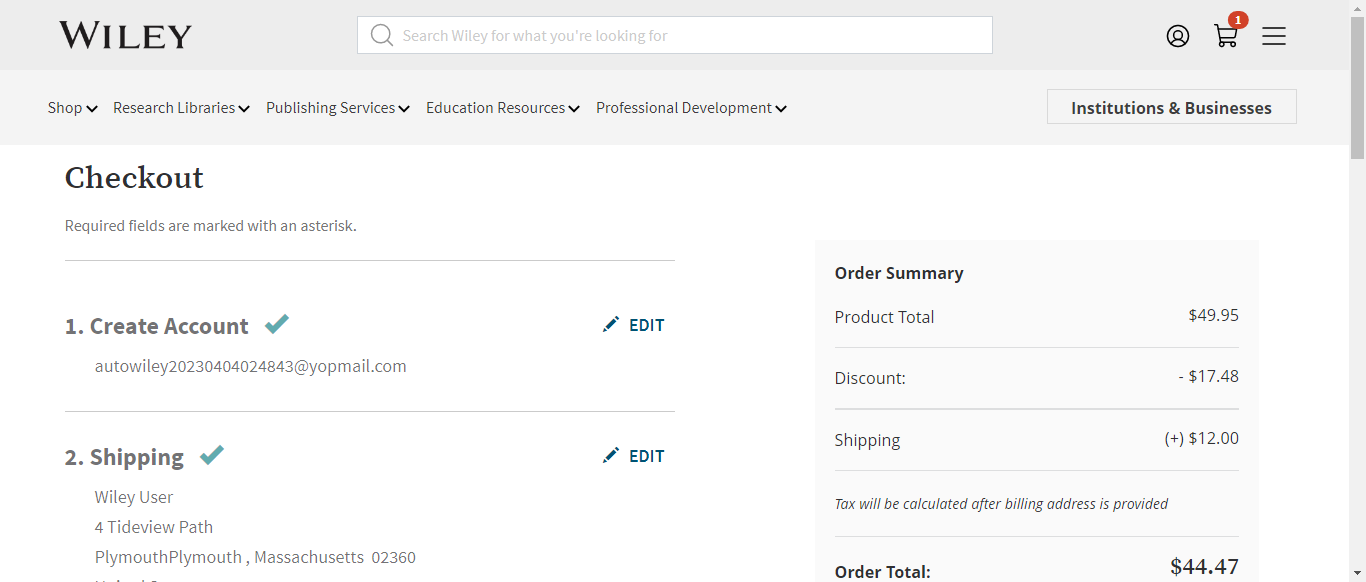 WILEY
Search Wiley for what you're looking for
1
Shop
Research Libraries
Publishing Services
Education Resources
Professional Development
Institutions & Businesses
Checkout
Required fields are marked with an asterisk.
1. Create Account
EDIT
autowiley20230404024843@yopmail.com
2. Shipping
EDIT
Wiley User
4 Tideview Path
PlymouthPlymouth , Massachusetts 02360
Order Summary
Product Total
$49.95
Discount:
- $17.48
Shipping
(+) $12.00
Tax will be calculated after billing address is provided
Order Total:
$44.47